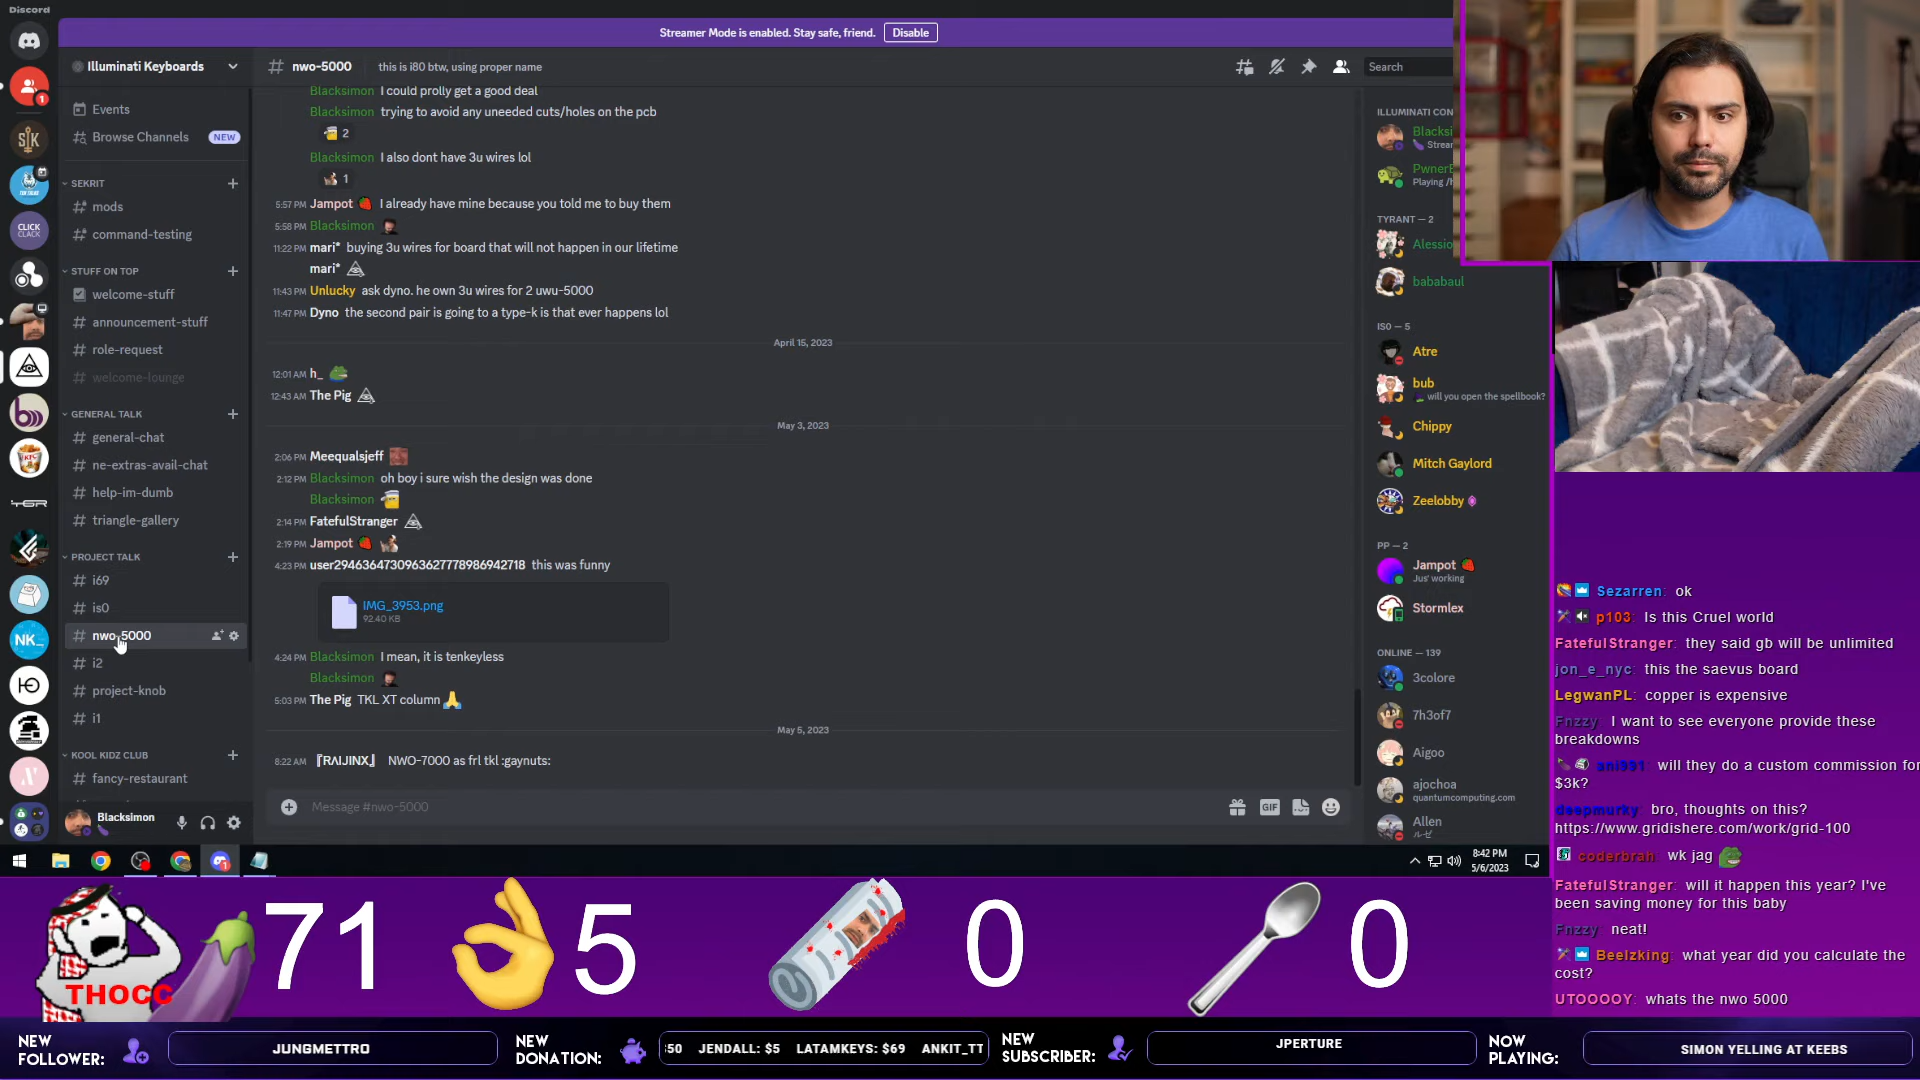 Discord
Streamer Mode is enabled. Stay safe, friend. Disable
Illuminati Keyboards
# nwo-5000 this is i80 btw, using proper name
Search
Events
Browse Channels NEW
SEKRIT
mods
command-testing
STUFF ON TOP
welcome-stuff
announcement-stuff
role-request
welcome-lounge
GENERAL TALK
general-chat
ne-extras-avail-chat
help-im-dumb
triangle-gallery
PROJECT TALK
i69
is0
nwo-5000
i2
project-knob
i1
KOOL KIDZ CLUB
fancy-restaurant
Blacksimon
CLICK
CLACK
KFC
TGR
NK_
1
Blacksimon I could prolly get a good deal
Blacksimon trying to avoid any uneeded cuts/holes on the pcb
2
Blacksimon I also dont have 3u wires lol
1
5:57 PM Jampot 🍓 I already have mine because you told me to buy them
5:58 PM Blacksimon
11:22 PM mari* buying 3u wires for board that will not happen in our lifetime
mari*
11:43 PM Unlucky ask dyno. he own 3u wires for 2 uwu-5000
11:47 PM Dyno the second pair is going to a type-k is that ever happens lol
April 15, 2023
12:01 AM h_
12:43 AM The Pig
May 3, 2023
2:06 PM Meequalsjeff
2:12 PM Blacksimon oh boy i sure wish the design was done
Blacksimon
2:14 PM FatefulStranger
2:19 PM Jampot 🍓
4:23 PM user29463647309636277789869427​18 this was funny
IMG_3953.png
92.40 KB
4:24 PM Blacksimon I mean, it is tenkeyless
Blacksimon
5:03 PM The Pig TKL XT column 🙏
May 5, 2023
8:22 AM 『RAIJINX』 NWO-7000 as frl tkl :gaynuts:
Message #nwo-5000
GIF
ILLUMINATI CON
Blacksi
Stream
PwnerE
Playing /h
TYRANT — 2
Alessio
bababaul
IS0 — 5
Atre
bub
will you open the spellbook?
Chippy
Mitch Gaylord
Zeelobby
PP — 2
Jampot 🍓
Jus' working
Stormlex
ONLINE — 139
3colore
7h3of7
Aigoo
ajochoa
quantumcomputing.com
Allen
ルゼ
8:42 PM
5/6/2023
Sezarren: ok
p103: Is this Cruel world
FatefulStranger: they said gb will be unlimited
jon_e_nyc: this the saevus board
LegwanPL: copper is expensive
Fnzzy: I want to see everyone provide these
breakdowns
will they do a custom commission for
$3k?
deepmurky: bro, thoughts on this?
https://www.gridishere.com/work/grid-100
coderbrah: wk jag
FatefulStranger: will it happen this year? I've
been saving money for this baby
Fnzzy: neat!
Beelzking: what year did you calculate the
cost?
UTOOOOY: whats the nwo 5000
THOCC
71
5
0
0
NEW
FOLLOWER:
JUNGMETTRO
NEW
DONATION:
$50 JENDALL: $5 LATAMKEYS: $69 ANKIT_TT
NEW
SUBSCRIBER:
JPERTURE
NOW
PLAYING:
SIMON YELLING AT KEEBS